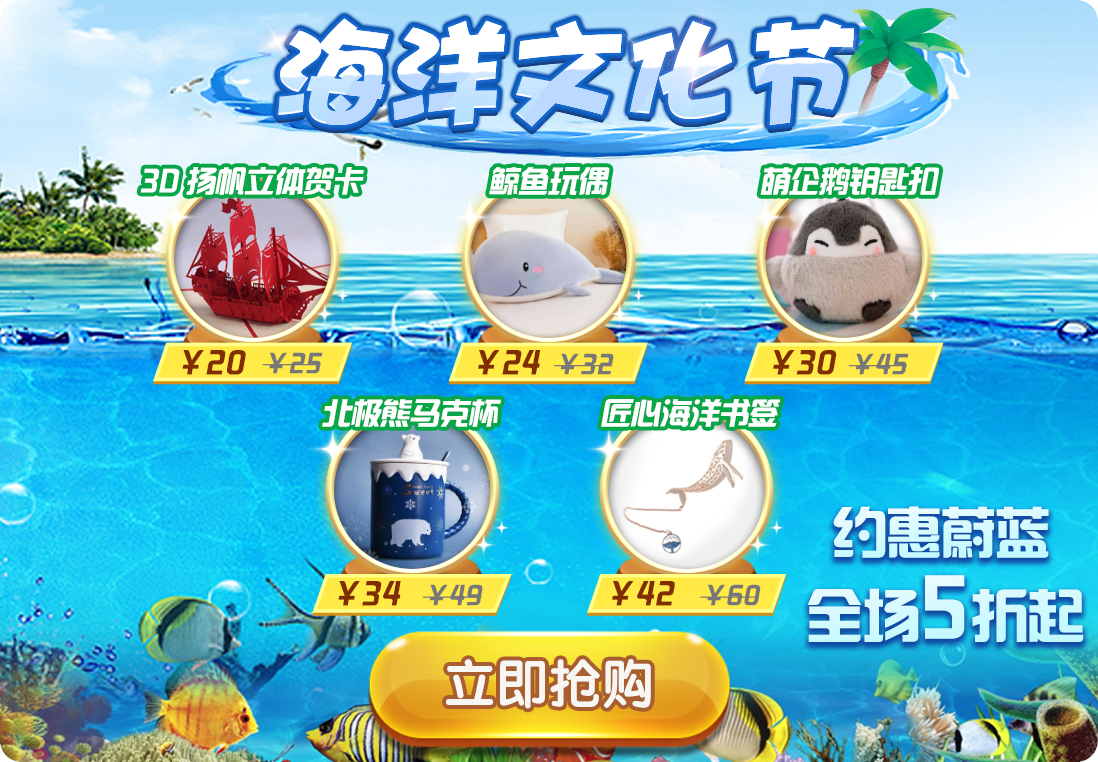 海洋文化节
3D 扬帆立体贺卡
鲸鱼玩偶
萌企鹅钥匙扣
¥20 ¥25
¥24 ¥32
¥30 ¥45
北极熊马克杯
匠心海洋书签
Sweet
¥34 ¥49
¥42 ¥60
约惠蔚蓝
全场5折起
立即抢购